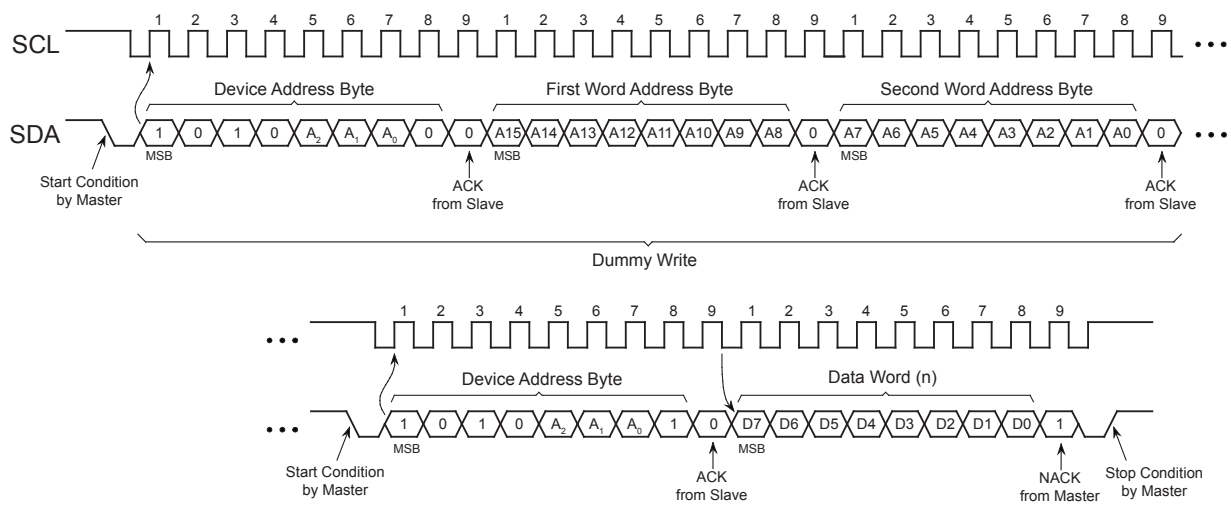 1 2 3 4 5 6 7 8 9 1 2 3 4 5 6 7 8 9 1 2 3 4 5 6 7 8 9
SCL
Device Address Byte First Word Address Byte Second Word Address Byte
SDA 1 0 1 0 A2 A1 A0 0 0 A15 A14 A13 A12 A11 A10 A9 A8 0 A7 A6 A5 A4 A3 A2 A1 A0 0
MSB MSB MSB
Start Condition
by Master
ACK
from Slave
ACK
from Slave
ACK
from Slave
Dummy Write
1 2 3 4 5 6 7 8 9 1 2 3 4 5 6 7 8 9
Device Address Byte Data Word (n)
1 0 1 0 A2 A1 A0 1 0 D7 D6 D5 D4 D3 D2 D1 D0 1
MSB MSB
Start Condition
by Master
ACK
from Slave
NACK
from Master
Stop Condition
by Master